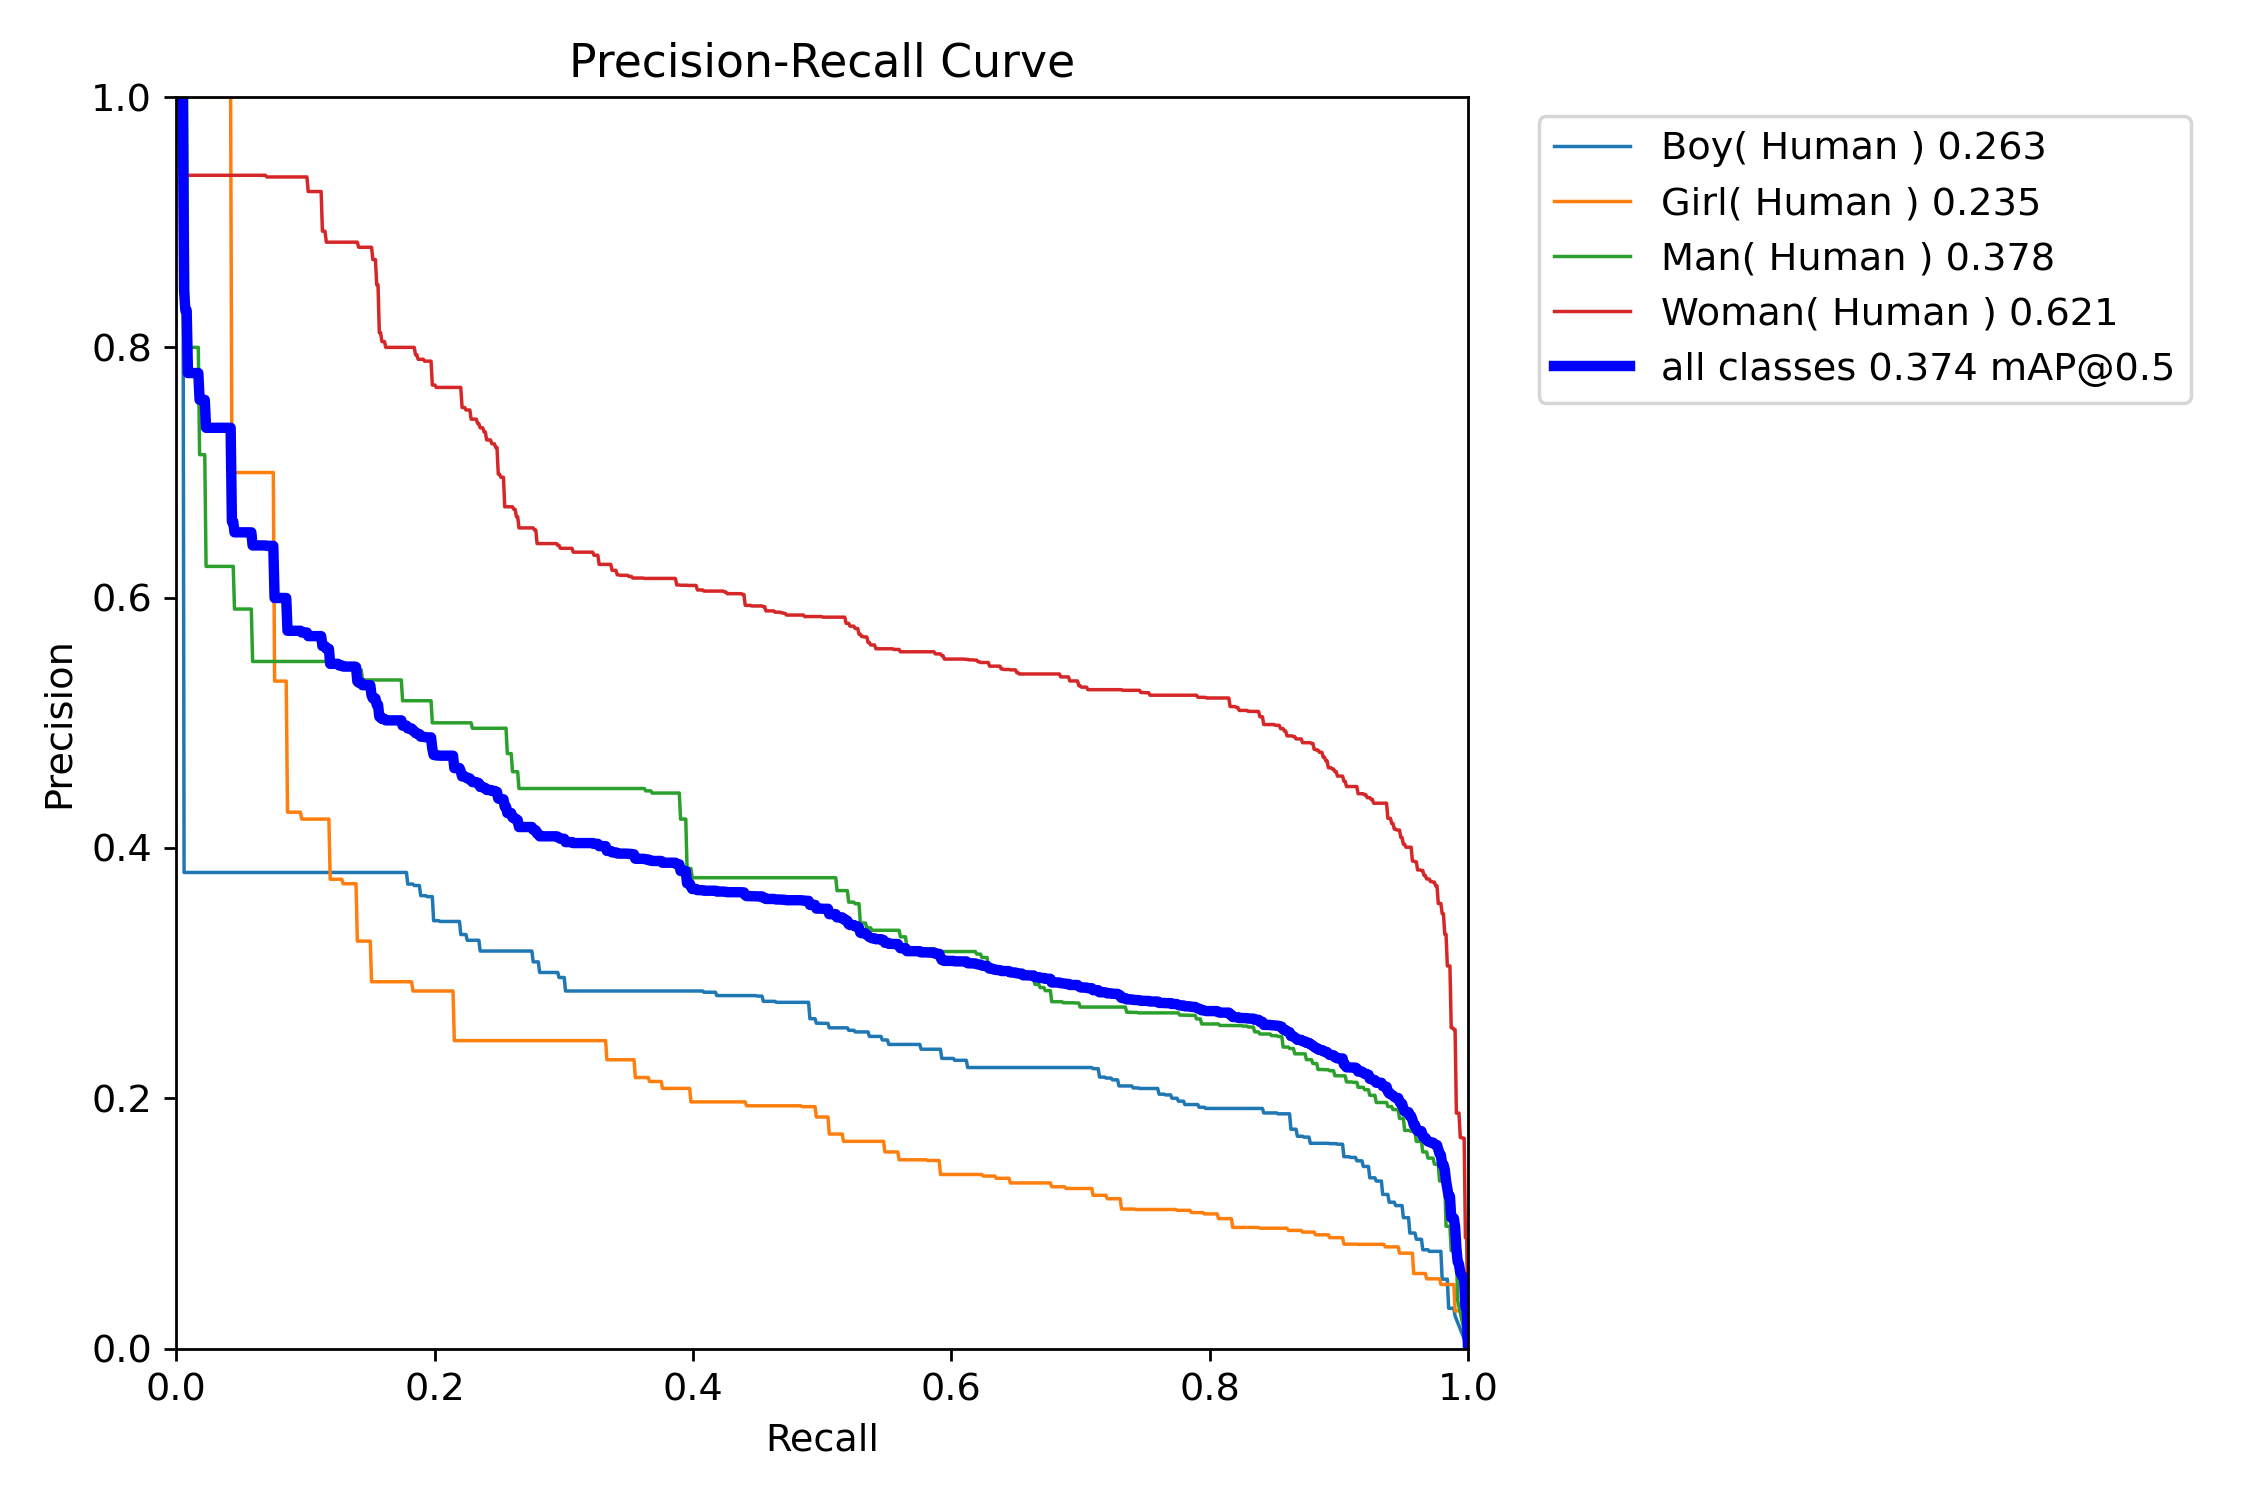 Precision-Recall Curve
1.0
0.8
0.6
0.4
0.2
0.0
Precision
0.0 0.2 0.4 0.6 0.8 1.0
Recall
Boy( Human ) 0.263
Girl( Human ) 0.235
Man( Human ) 0.378
Woman( Human ) 0.621
all classes 0.374 mAP@0.5